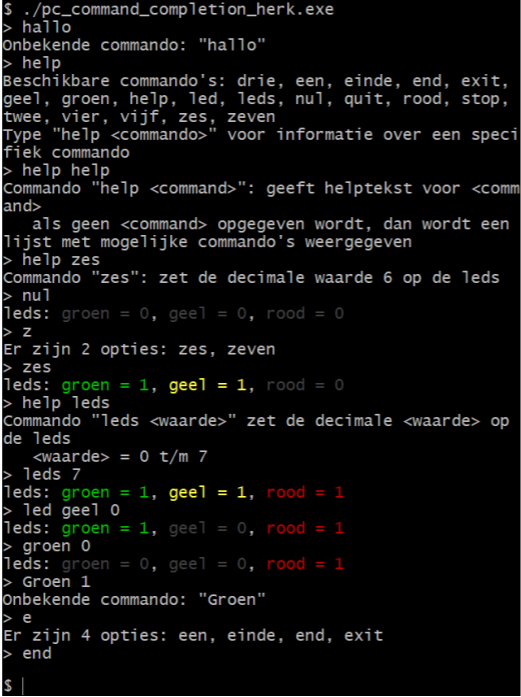 $ ./pc_command_completion_herk.exe
> hallo
Onbekende commando: "hallo"
> help
Beschikbare commando's: drie, een, einde, end, exit,
geel, groen, help, led, leds, nul, quit, rood, stop,
twee, vier, vijf, zes, zeven
Type "help <commando>" voor informatie over een speci
fiek commando
> help help
Commando "help <command>": geeft helptekst voor <comm
and>
   als geen <command> opgegeven wordt, dan wordt een
lijst met mogelijke commando's weergegeven
> help zes
Commando "zes": zet de decimale waarde 6 op de leds
> nul
leds: groen = 0, geel = 0, rood = 0
> z
Er zijn 2 opties: zes, zeven
> zes
leds: groen = 1, geel = 1, rood = 0
> help leds
Commando "leds <waarde>" zet de decimale <waarde> op
de leds
   <waarde> = 0 t/m 7
> leds 7
leds: groen = 1, geel = 1, rood = 1
> led geel 0
leds: groen = 1, geel = 0, rood = 1
> groen 0
leds: groen = 0, geel = 0, rood = 1
> Groen 1
Onbekende commando: "Groen"
> e
Er zijn 4 opties: een, einde, end, exit
> end

$